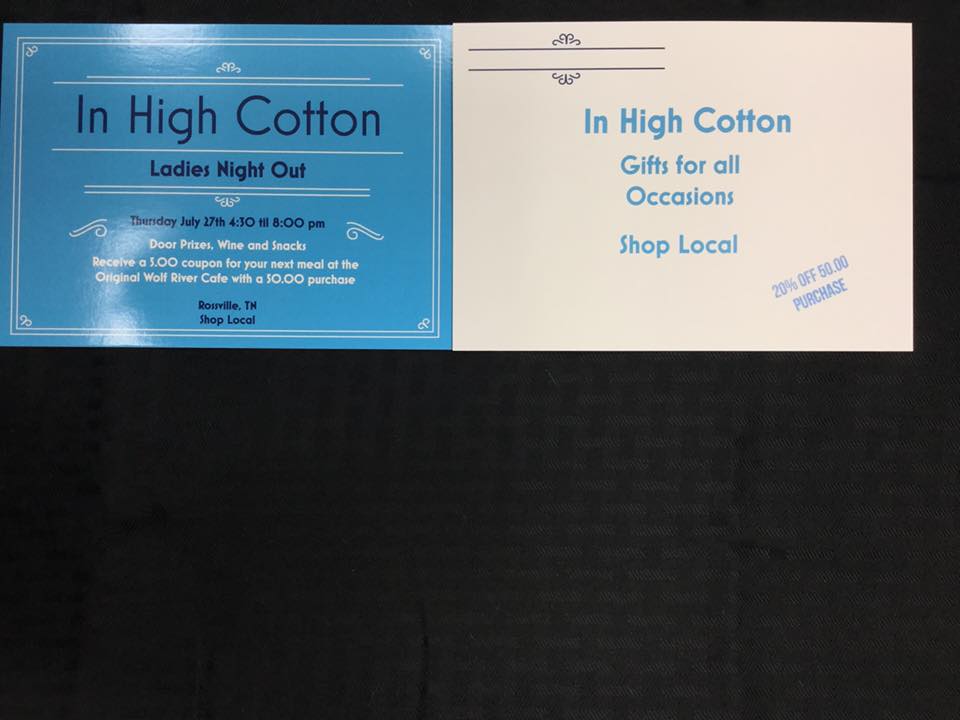 In High Cotton
Ladies Night Out
Thursday July 27th 4:30 til 8:00 pm
Door Prizes, Wine and Snacks
Receive a 5.00 coupon for your next meal at the
Original Wolf River Cafe with a 50.00 purchase
Rossville, TN
Shop Local
In High Cotton
Gifts for all
Occasions
Shop Local
20% OFF 50.00
PURCHASE